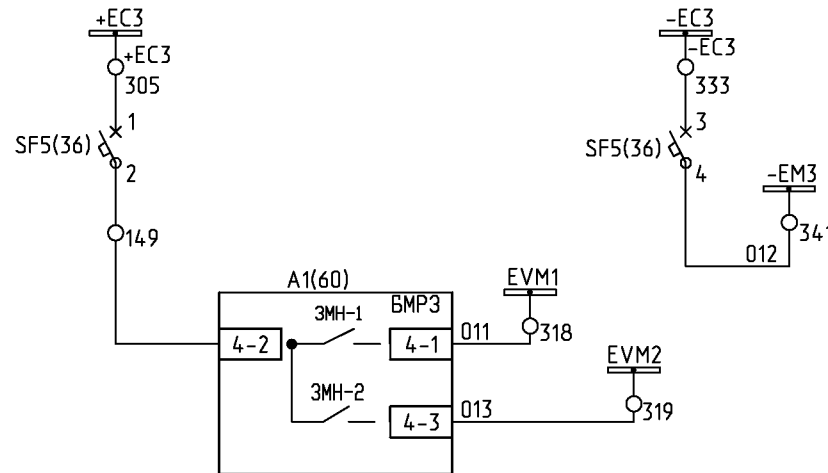 +EC3
+EC3
305
1
SF5(36)
2
149
-EC3
-EC3
333
3
SF5(36)
4
-EM3
341
012
A1(60)
БМРЗ
ЗМН-1
4-2
4-1
011
EVM1
318
ЗМН-2
4-3
013
EVM2
319